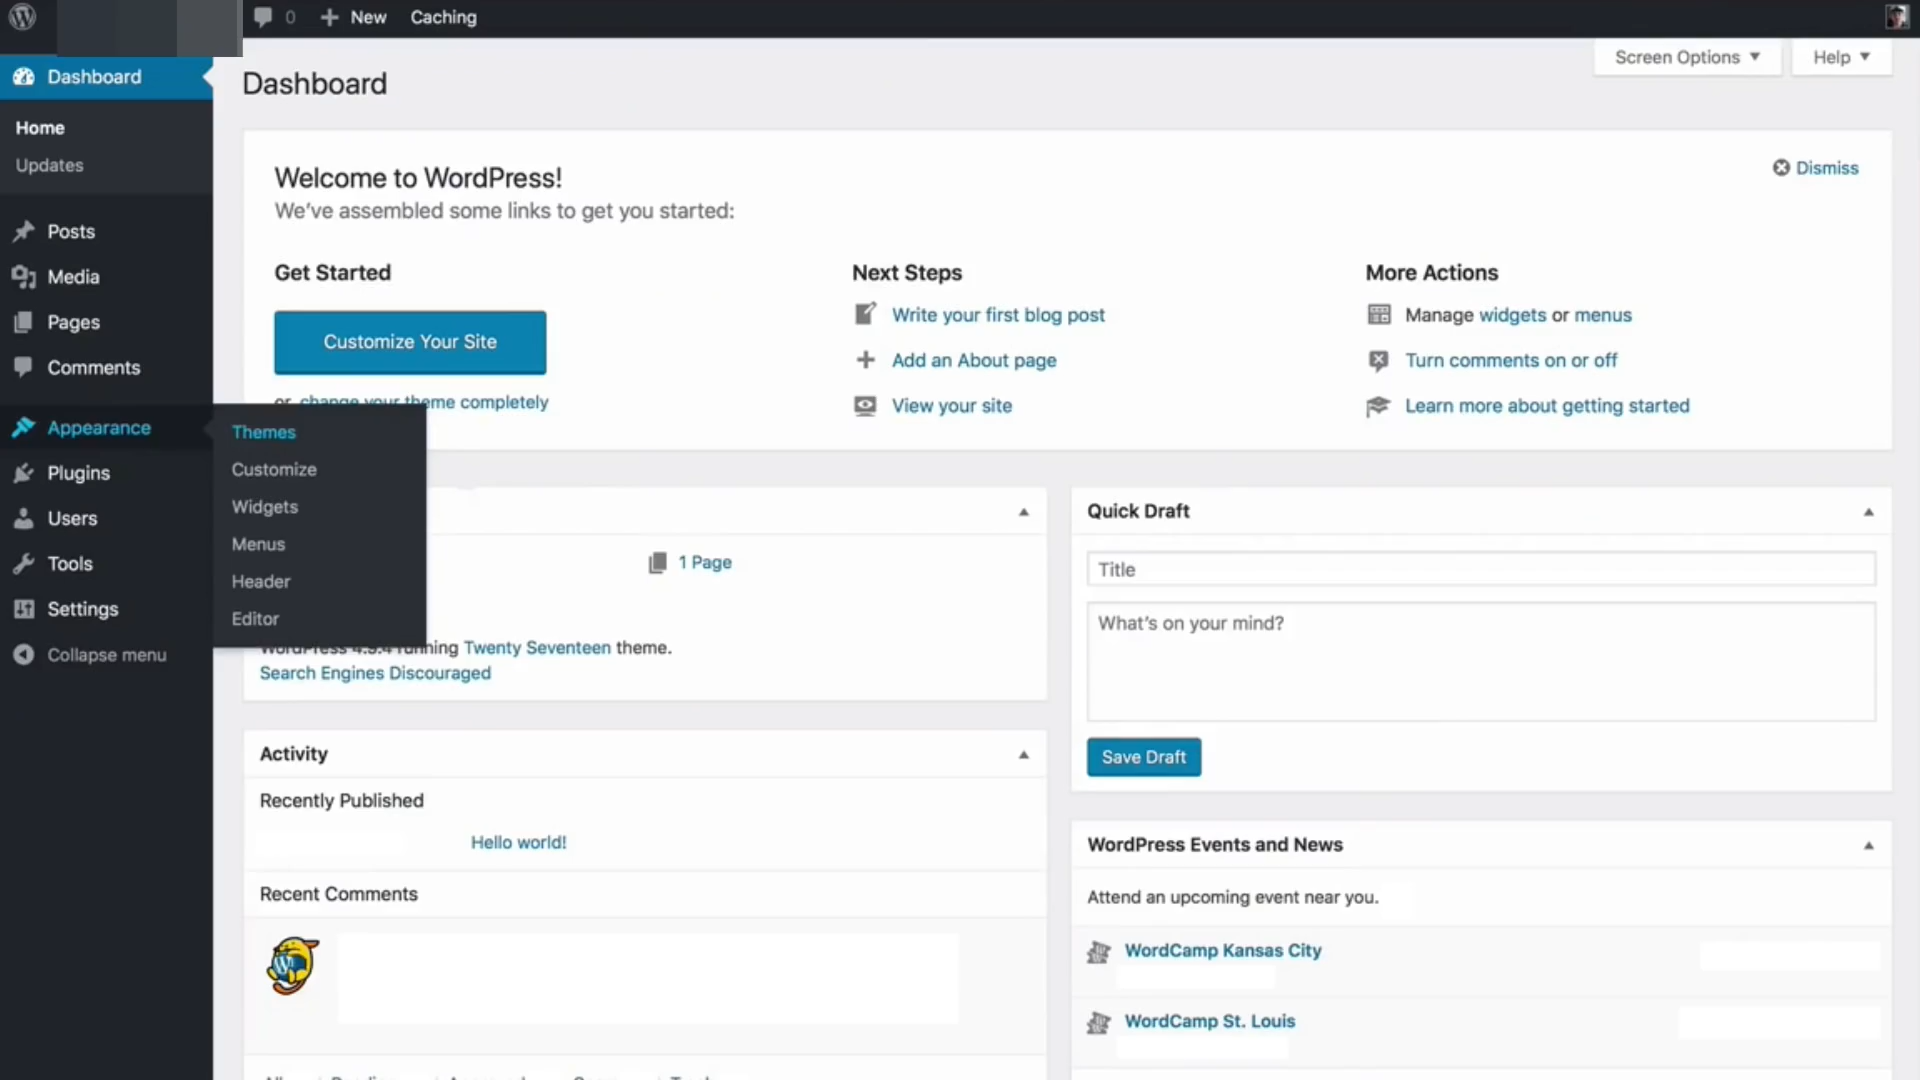 0 New Caching
Screen Options Help
Dashboard
Home
Updates
Posts
Media
Pages
Comments
Appearance
Plugins
Users
Tools
Settings
Collapse menu
Themes
Customize
Widgets
Menus
Header
Editor
Dashboard
Welcome to WordPress!
Dismiss
We've assembled some links to get you started:
Get Started
Customize Your Site
or change your theme completely
Next Steps
Write your first blog post
Add an About page
View your site
More Actions
Manage widgets or menus
Turn comments on or off
Learn more about getting started
1 Page
WordPress 4.9.4 running Twenty Seventeen theme.
Search Engines Discouraged
Activity
Recently Published
Hello world!
Recent Comments
Quick Draft
Title
What's on your mind?
Save Draft
WordPress Events and News
Attend an upcoming event near you.
WordCamp Kansas City
WordCamp St. Louis